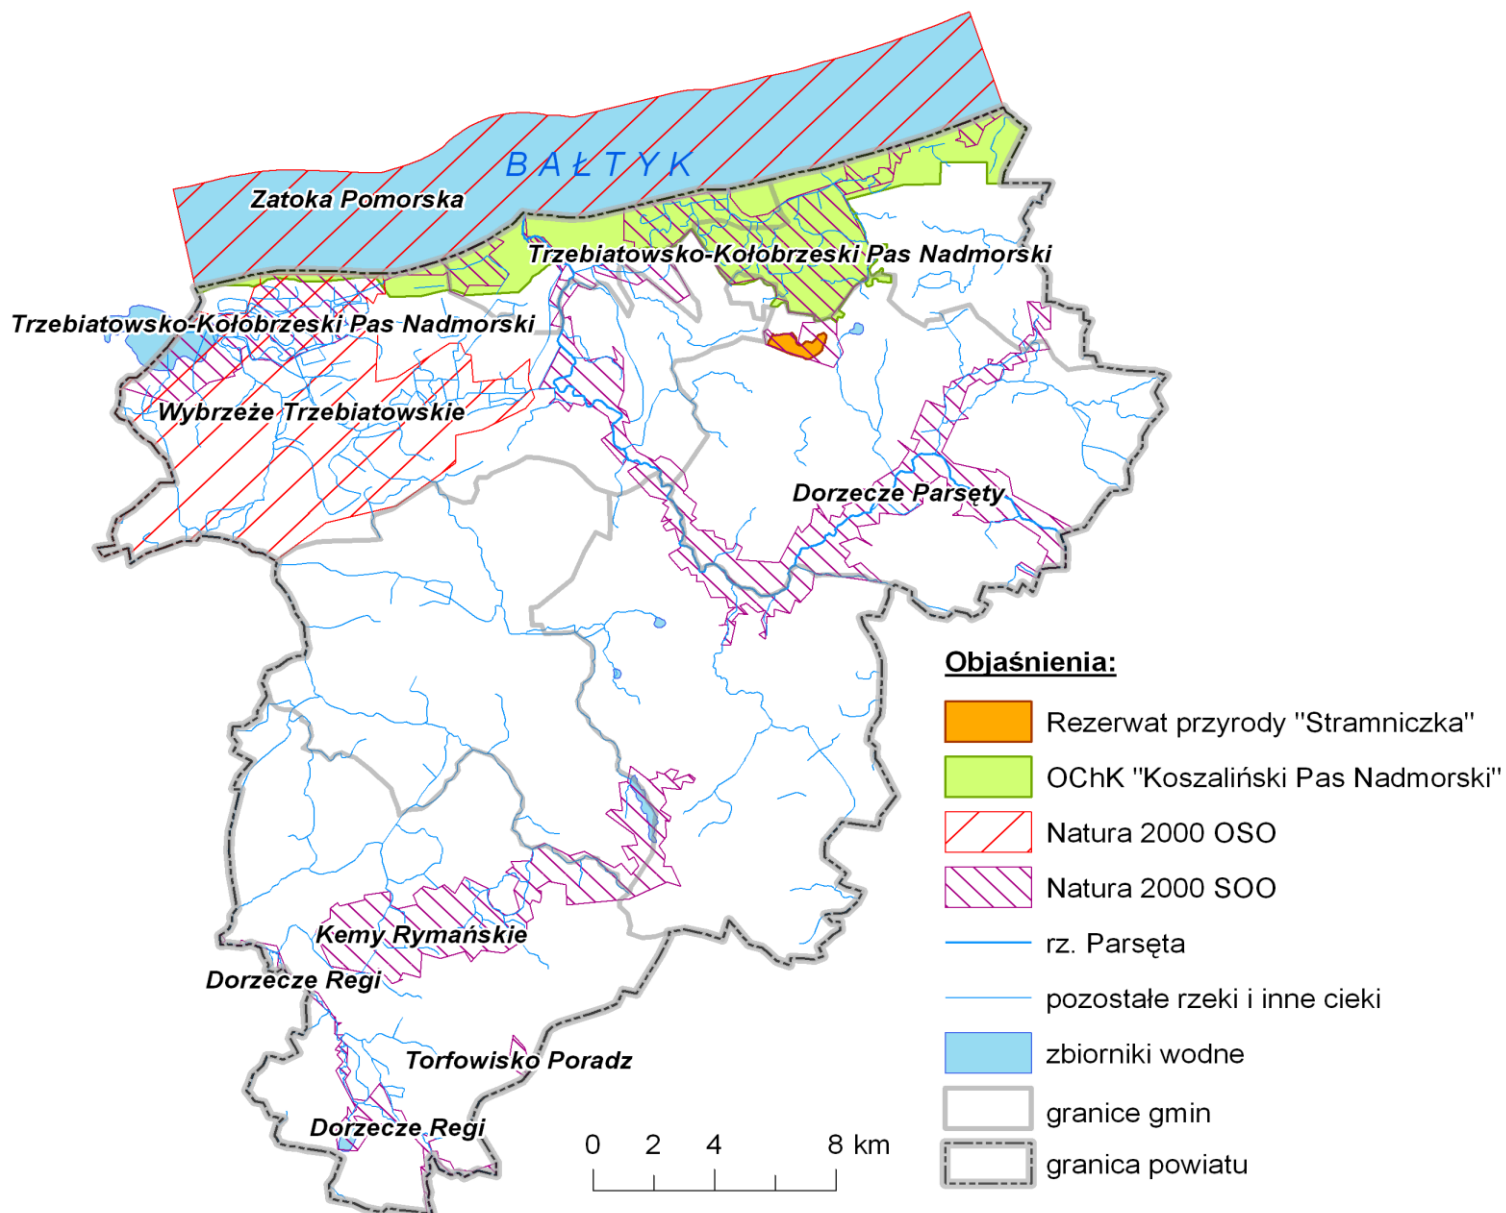 BAŁTYK
Zatoka Pomorska
Trzebiatowsko-Kołobrzeski Pas Nadmorski
Trzebiatowsko-Kołobrzeski Pas Nadmorski
Wybrzeże Trzebiatowskie
Dorzecze Parsęty
Kemy Rymańskie
Dorzecze Regi
Torfowisko Poradz
Dorzecze Regi
0 2 4 8 km
Objaśnienia:
Rezerwat przyrody "Stramniczka"
OChK "Koszaliński Pas Nadmorski"
Natura 2000 OSO
Natura 2000 SOO
rz. Parsęta
pozostałe rzeki i inne cieki
zbiorniki wodne
granice gmin
granica powiatu